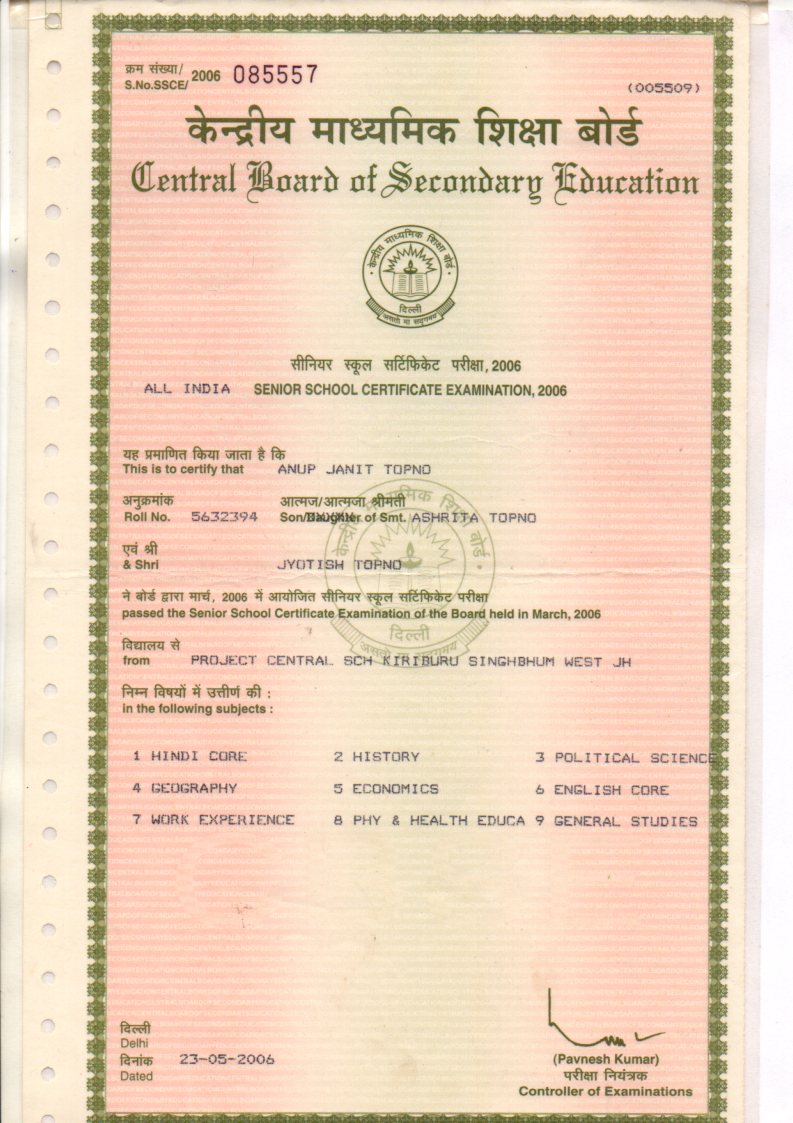 क्रम संख्या/
S.No.SSCE/ 2006 085557
(005509)
केन्द्रीय माध्यमिक शिक्षा बोर्ड
Central Board of Secondary Education
केन्द्रीय माध्यमिक शिक्षा बोर्ड
दिल्ली
असतो मा सद्गमय
सीनियर स्कूल सर्टिफिकेट परीक्षा, 2006
ALL INDIA SENIOR SCHOOL CERTIFICATE EXAMINATION, 2006
यह प्रमाणित किया जाता है कि
This is to certify that ANUP JANIT TOPNO
अनुक्रमांक आत्मज/आत्मजा श्रीमती
Roll No. 5632394 Son/Daughter of Smt. ASHRITA TOPNO
एवं श्री
& Shri JYOTISH TOPNO
ने बोर्ड द्वारा मार्च, 2006 में आयोजित सीनियर स्कूल सर्टिफिकेट परीक्षा
passed the Senior School Certificate Examination of the Board held in March, 2006
विद्यालय से
from PROJECT CENTRAL SCH KIRIBURU SINGHBHUM WEST JH
निम्न विषयों में उत्तीर्ण की :
in the following subjects :
1 HINDI CORE 2 HISTORY 3 POLITICAL SCIENCE
4 GEOGRAPHY 5 ECONOMICS 6 ENGLISH CORE
7 WORK EXPERIENCE 8 PHY & HEALTH EDUCA 9 GENERAL STUDIES
दिल्ली
Delhi
दिनांक 23-05-2006
Dated
(Pavnesh Kumar)
परीक्षा नियंत्रक
Controller of Examinations